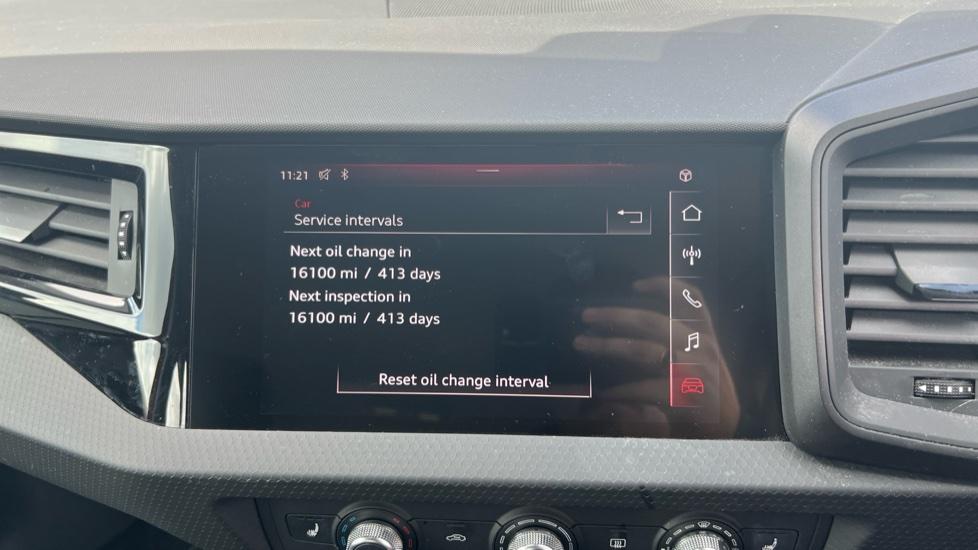 11:21
Car
Service intervals
Next oil change in
16100 mi / 413 days
Next inspection in
16100 mi / 413 days
Reset oil change interval